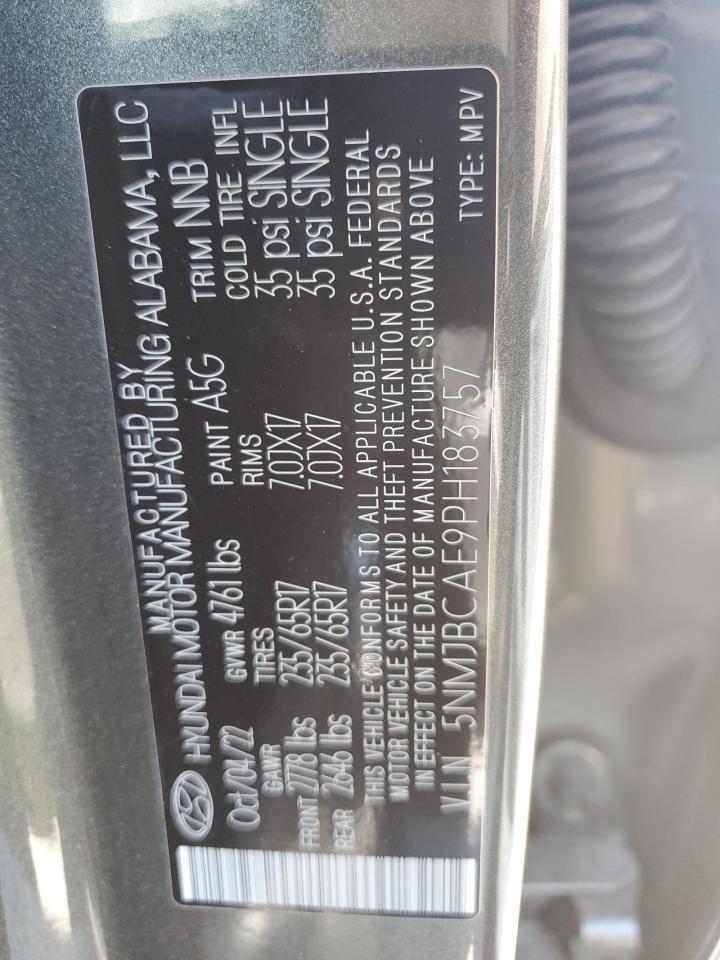 MANUFACTURED BY
HYUNDAI MOTOR MANUFACTURING ALABAMA, LLC
Oct/04/22 GVWR 4761 lbs PAINT A5G TRIM NNB
GAWR TIRES RIMS COLD TIRE INFL
FRONT 2778 lbs 235/65R17 7.0JX17 35 psi SINGLE
REAR 2646 lbs 235/65R17 7.0JX17 35 psi SINGLE
THIS VEHICLE CONFORMS TO ALL APPLICABLE U.S.A. FEDERAL
MOTOR VEHICLE SAFETY AND THEFT PREVENTION STANDARDS
IN EFFECT ON THE DATE OF MANUFACTURE SHOWN ABOVE
VIN 5NMJBCAE9PH183757 TYPE: MPV